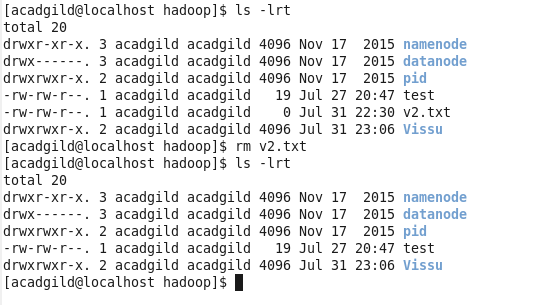 [acadgild@localhost hadoop]$ ls -lrt
total 20
drwxr-xr-x. 3 acadgild acadgild 4096 Nov 17  2015 namenode
drwx------. 3 acadgild acadgild 4096 Nov 17  2015 datanode
drwxrwxr-x. 2 acadgild acadgild 4096 Nov 17  2015 pid
-rw-rw-r--. 1 acadgild acadgild   19 Jul 27 20:47 test
-rw-rw-r--. 1 acadgild acadgild    0 Jul 31 22:30 v2.txt
drwxrwxr-x. 2 acadgild acadgild 4096 Jul 31 23:06 Vissu
[acadgild@localhost hadoop]$ rm v2.txt
[acadgild@localhost hadoop]$ ls -lrt
total 20
drwxr-xr-x. 3 acadgild acadgild 4096 Nov 17  2015 namenode
drwx------. 3 acadgild acadgild 4096 Nov 17  2015 datanode
drwxrwxr-x. 2 acadgild acadgild 4096 Nov 17  2015 pid
-rw-rw-r--. 1 acadgild acadgild   19 Jul 27 20:47 test
drwxrwxr-x. 2 acadgild acadgild 4096 Jul 31 23:06 Vissu
[acadgild@localhost hadoop]$